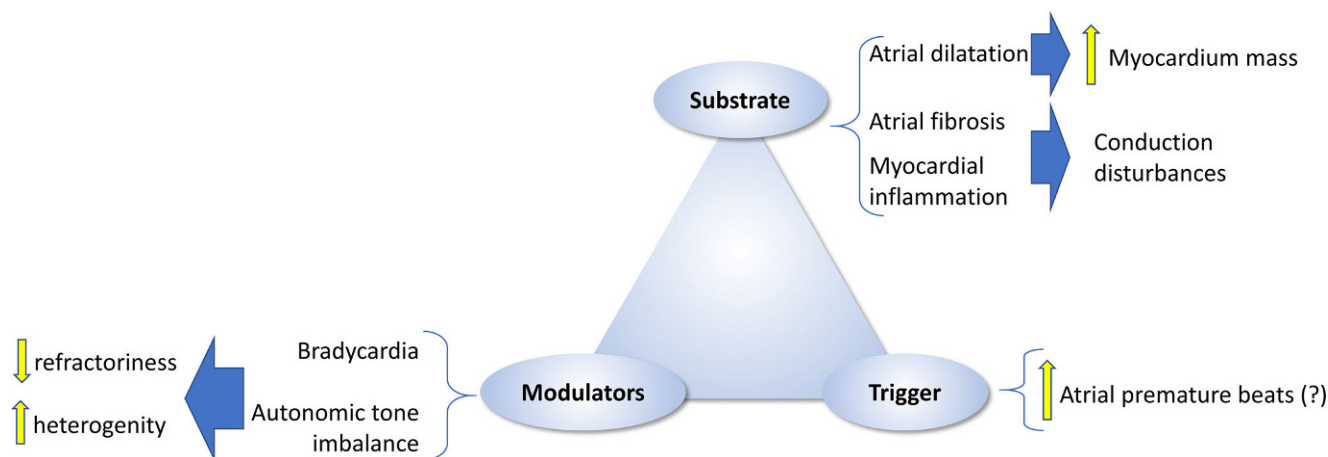 Substrate
Atrial dilatation
Myocardium mass
Atrial fibrosis
Myocardial
inflammation
Conduction
disturbances
Modulators
Bradycardia
Autonomic tone
imbalance
refractoriness
heterogenity
Trigger
Atrial premature beats (?)